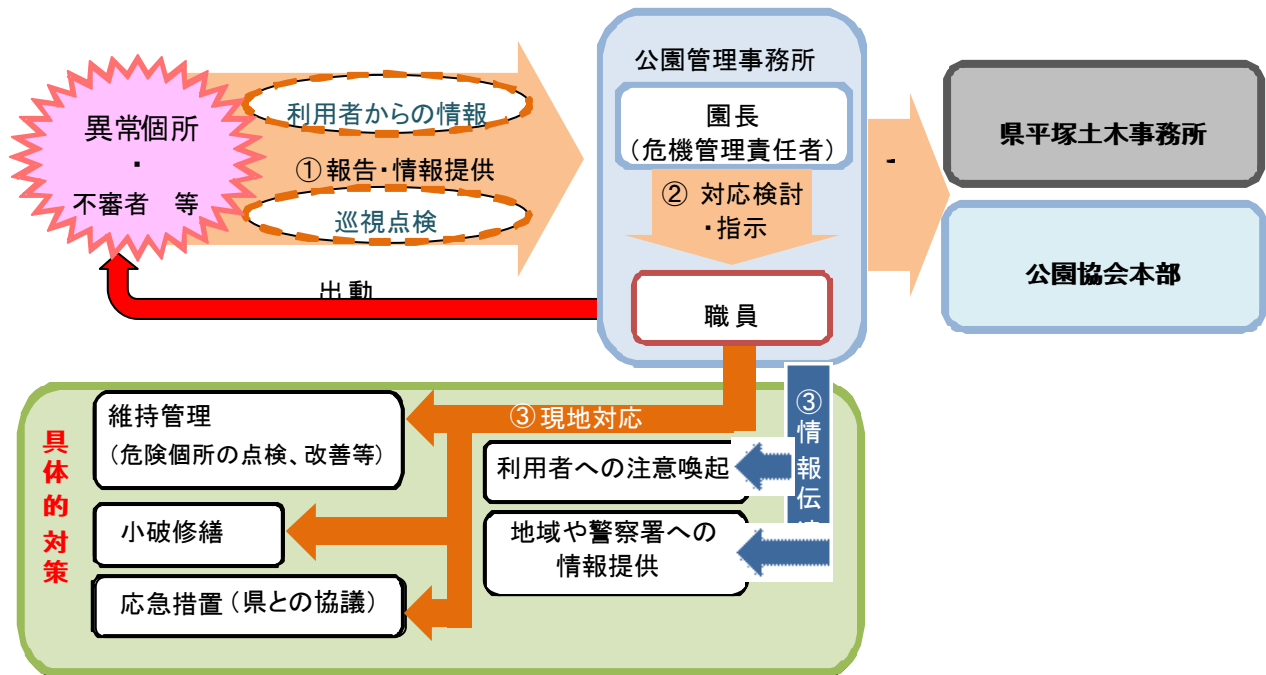 異常個所
・
不審者 等
利用者からの情報
①報告・情報提供
巡視点検
出動
公園管理事務所
園長
(危機管理責任者)
② 対応検討
・指示
職員
-
県平塚土木事務所
公園協会本部
具体的対策
③現地対応
維持管理
(危険個所の点検、改善等)
小破修繕
応急措置(県との協議)
③情報伝
利用者への注意喚起
地域や警察署への
情報提供